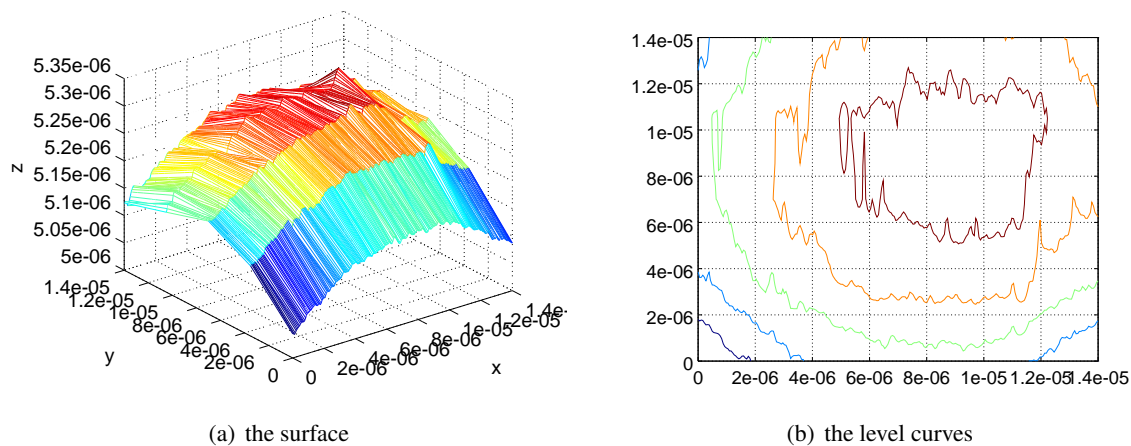 5.35e-06
5.3e-06
5.25e-06
5.2e-06
5.15e-06
5.1e-06
5.05e-06
5e-06
z
1.4e-05
1.2e-05
1e-05
8e-06
6e-06
4e-06
2e-06
0
y
0
2e-06
4e-06
6e-06
8e-06
1e-05
1.2e-05
1.4e-
x
(a) the surface
1.4e-05
1.2e-05
1e-05
8e-06
6e-06
4e-06
2e-06
0
0 2e-06 4e-06 6e-06 8e-06 1e-05 1.2e-05 1.4e-05
(b) the level curves